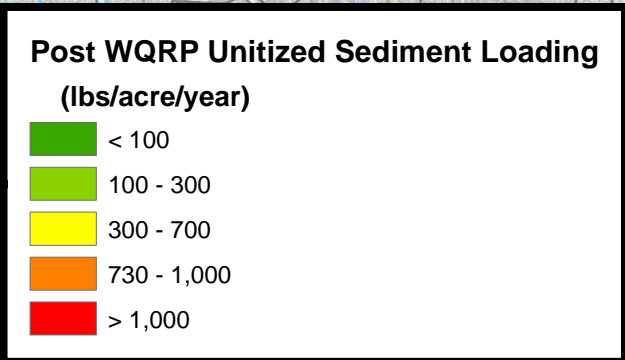 Post WQRP Unitized Sediment Loading
(lbs/acre/year)
< 100
100 - 300
300 - 700
730 - 1,000
> 1,000